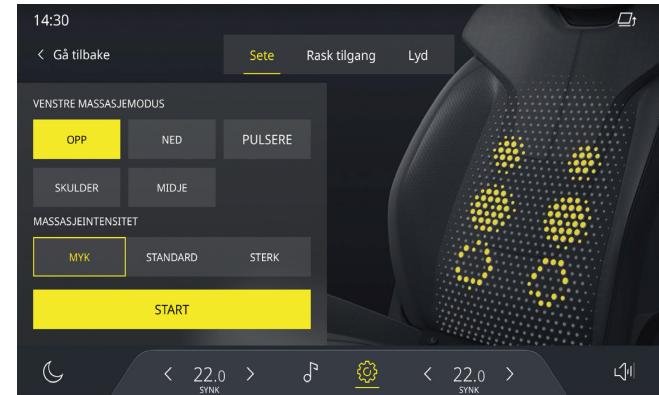 14:30
Gå tilbake
Sete Rask tilgang Lyd
VENSTRE MASSASJEMODUS
OPP NED PULSERE
SKULDER MIDJE
MASSASJEINTENSITET
MYK STANDARD STERK
START
22.0 22.0
SYNK SYNK